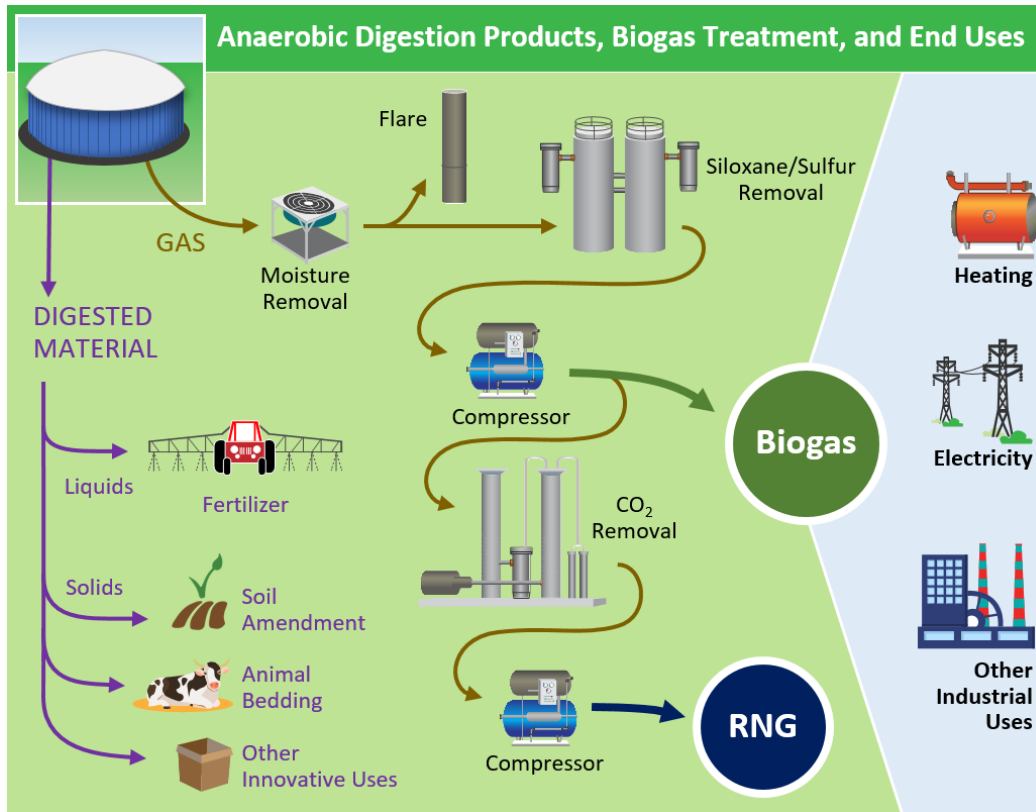 Anaerobic Digestion Products, Biogas Treatment, and End Uses
Flare
Siloxane/Sulfur
Removal
GAS
Moisture
Removal
Heating
DIGESTED
MATERIAL
Compressor
Biogas
Electricity
Liquids
Fertilizer
CO₂
Removal
Solids
Soil
Amendment
Animal
Bedding
Other
Industrial
Uses
RNG
Other
Innovative Uses
Compressor